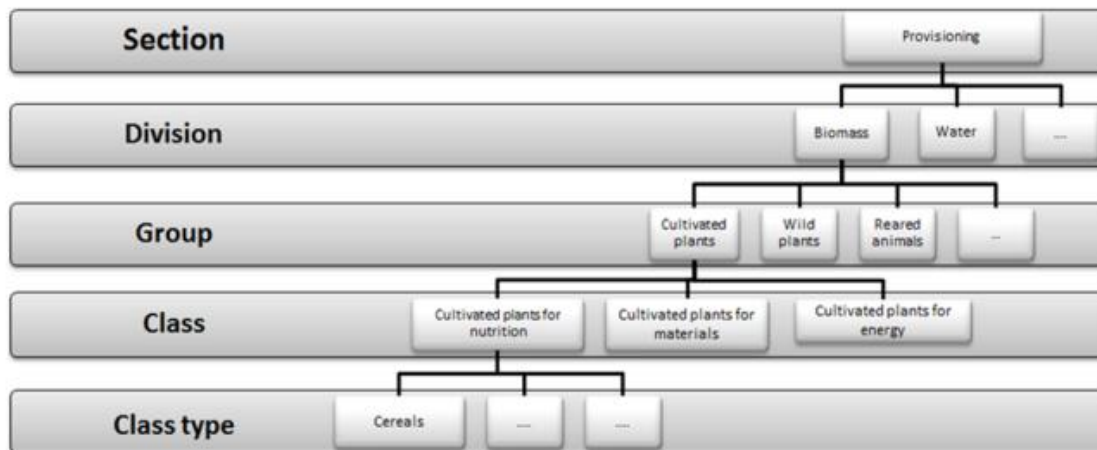 Section
Provisioning
Division
Biomass
Water
....
Group
Cultivated
plants
Wild
plants
Reared
animals
...
Class
Cultivated plants for
nutrition
Cultivated plants for
materials
Cultivated plants for
energy
Class type
Cereals
....
....